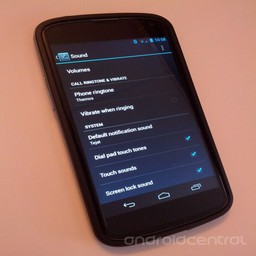 Sound
Volumes
CALL RINGTONE & VIBRATE
Phone ringtone
Themos
Vibrate when ringing
SYSTEM
Default notification sound
Tejat
Dial pad touch tones
Touch sounds
Screen lock sound
androidcentral